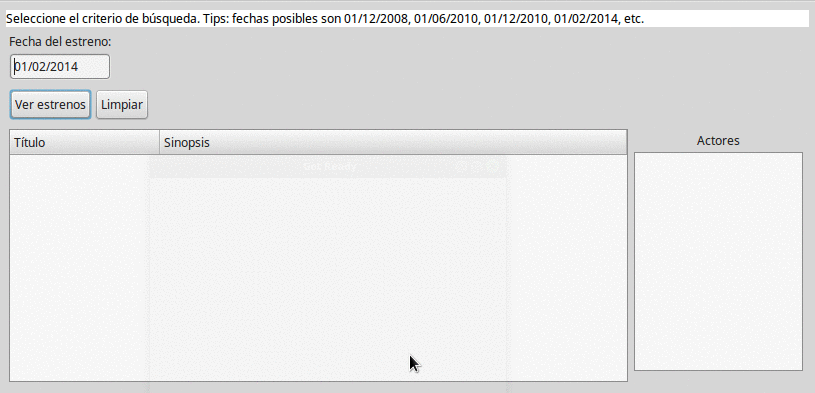 Seleccione el criterio de búsqueda. Tips: fechas posibles son 01/12/2008, 01/06/2010, 01/12/2010, 01/02/2014, etc.
Fecha del estreno:
01/02/2014
Ver estrenos Limpiar
Título Sinopsis
Actores